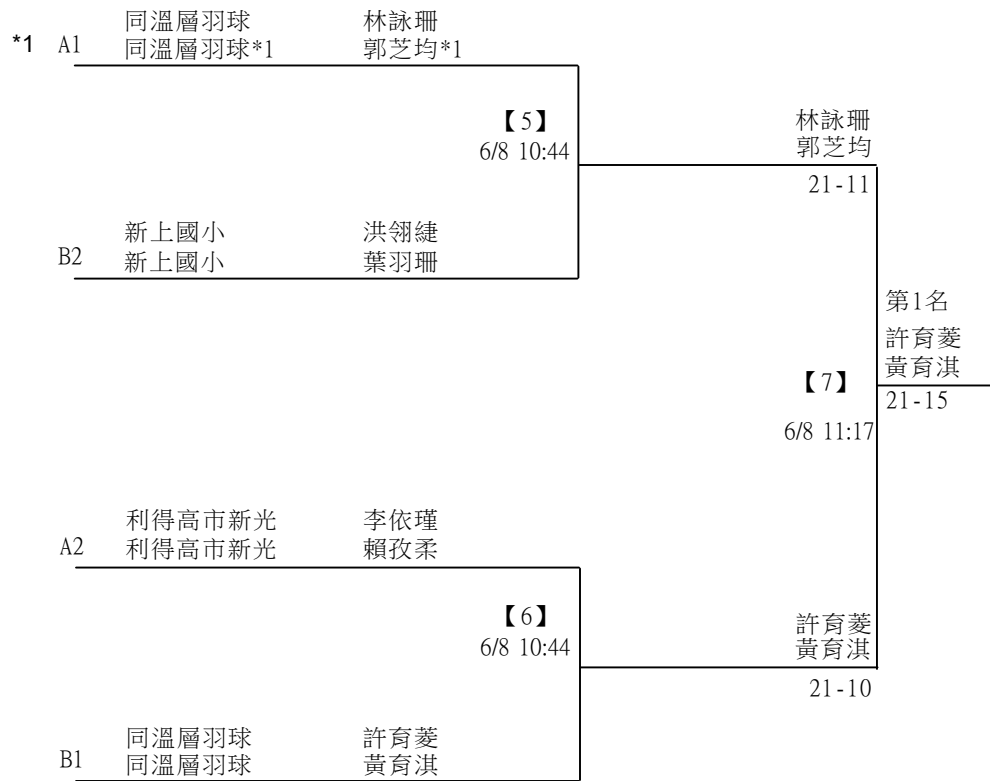 同溫層羽球 林詠珊
*1 A1 同溫層羽球*1 郭芝均*1
【5】
6/8 10:44
林詠珊
郭芝均
21-11
新上國小 洪翎緁
B2 新上國小 葉羽珊
第1名
許育菱
黃育淇
21-15
【7】
6/8 11:17
利得高市新光 李依瑾
A2 利得高市新光 賴孜柔
【6】
6/8 10:44
許育菱
黃育淇
21-10
同溫層羽球 許育菱
B1 同溫層羽球 黃育淇